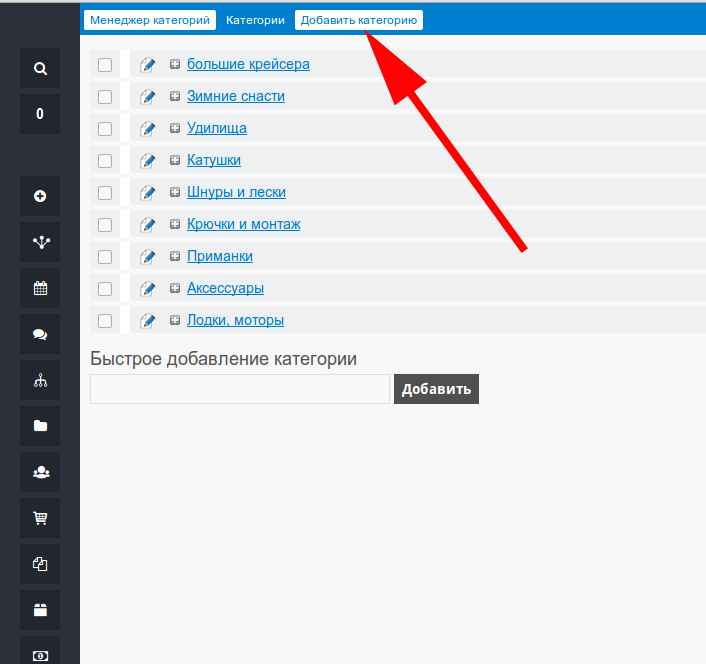 Менеджер категорий Категории Добавить категорию
0
большие крейсера
Зимние снасти
Удилища
Катушки
Шнуры и лески
Крючки и монтаж
Приманки
Аксессуары
Лодки, моторы
Быстрое добавление категории
Добавить